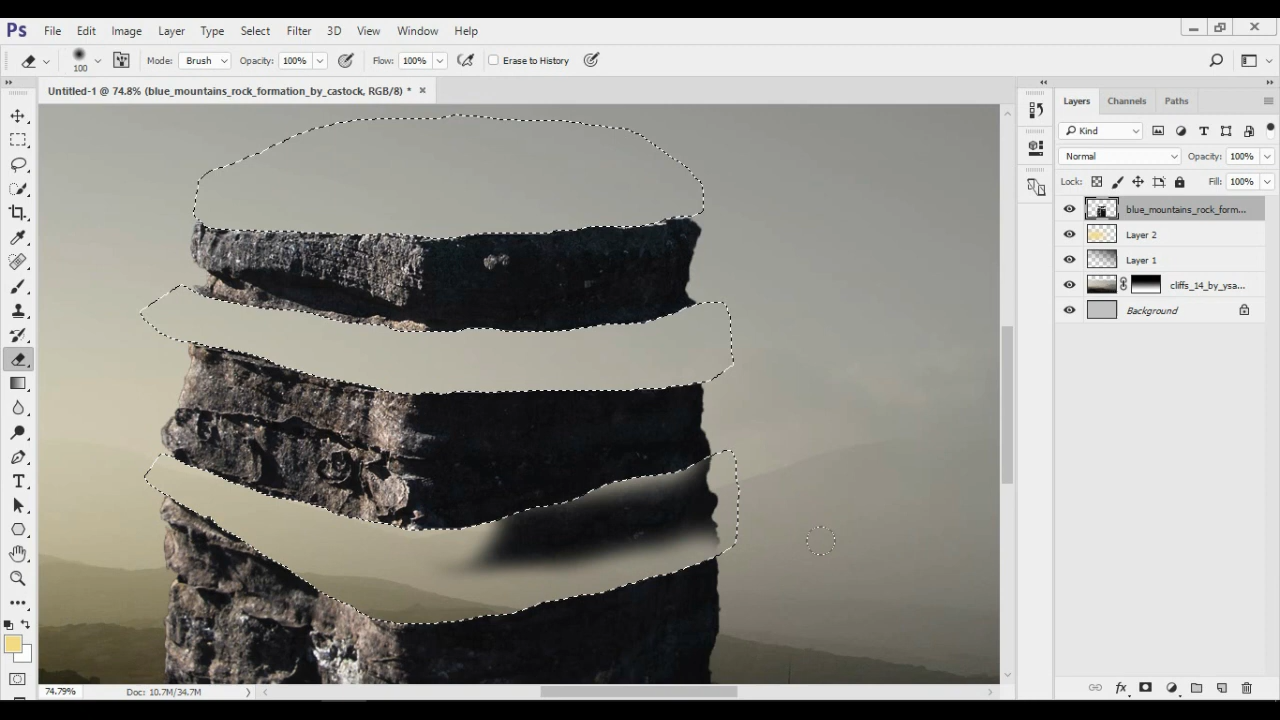 Ps File Edit Image Layer Type Select Filter 3D View Window Help
100 Mode: Brush Opacity: 100% Flow: 100% Erase to History
Untitled-1 @ 74.8% (blue_mountains_rock_formation_by_castock, RGB/8) *
Layers Channels Paths
Kind
Normal Opacity: 100%
Lock: Fill: 100%
blue_mountains_rock_form...
Layer 2
Layer 1
cliffs_14_by_ysa...
Background
74.79% Doc: 10.7M/34.7M